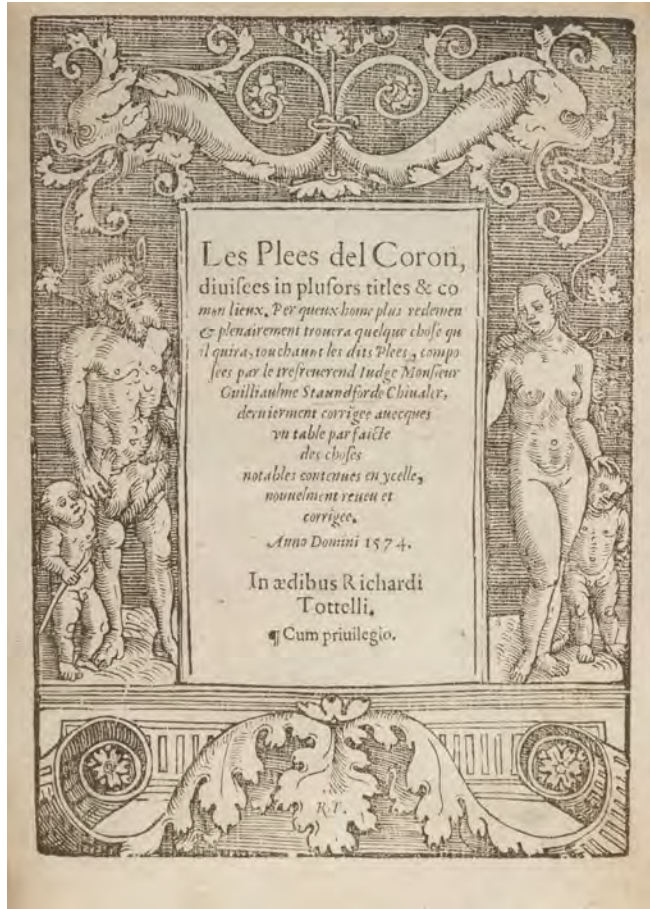 Les Plees del Coron,
diuiſees in pluſors titles & co
mon lieux. Per queux home plus redemen
& plenairement trouera quelque choſe qu
il quira, touchaunt les dits Plees, compo
ſees par le treſreuerend Iudge Monſieur
Guilliaulme Staundforde Chiualer,
dernierment corrigee auecques
vn table parfaicte
des choſes
notables contenues en ycelle,
nouuelment reueu et
corrigee.
Anno Domini 1574.
In ædibus Richardi
Tottelli.
¶ Cum priuilegio.
R.T.